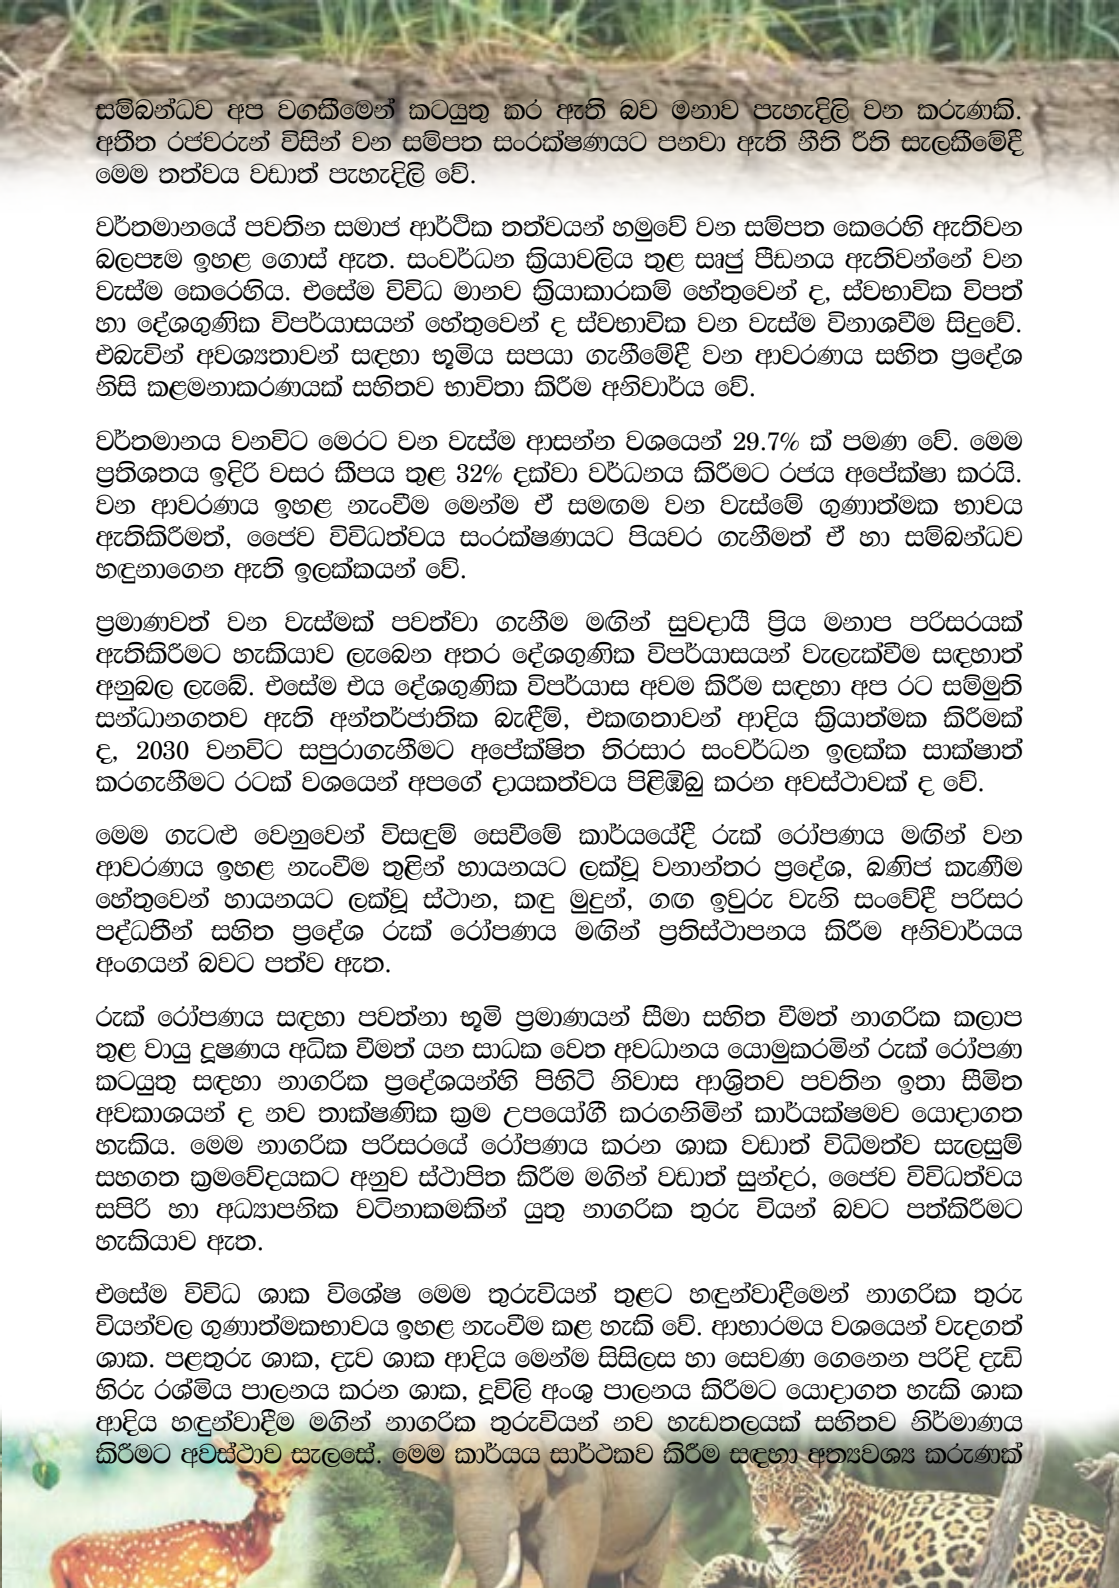 සම්බන්ධව අප වගකීමෙන් කටයුතු කර ඇති බව මනාව පැහැදිලි වන කරුණකි.
අතීත රජවරුන් විසින් වන සම්පත සංරක්ෂණයට පනවා ඇති නීති රීති සැලකීමේදී
මෙම තත්වය වඩාත් පැහැදිලි වේ.
වර්තමානයේ පවතින සමාජ ආර්ථික තත්වයන් හමුවේ වන සම්පත කෙරෙහි ඇතිවන
බලපෑම ඉහළ ගොස් ඇත. සංවර්ධන ක්‍රියාවලිය තුළ සෘජු පීඩනය ඇතිවන්නේ වන
වැස්ම කෙරෙහිය. එසේම විවිධ මානව ක්‍රියාකාරකම් හේතුවෙන් ද, ස්වභාවික විපත්
හා දේශගුණික විපර්යාසයන් හේතුවෙන් ද ස්වභාවික වන වැස්ම විනාශවීම සිදුවේ.
එබැවින් අවශ්‍යතාවන් සඳහා භූමිය සපයා ගැනීමේදී වන ආවරණය සහිත ප්‍රදේශ
නිසි කළමනාකරණයක් සහිතව භාවිතා කිරීම අනිවාර්ය වේ.
වර්තමානය වනවිට මෙරට වන වැස්ම ආසන්න වශයෙන් 29.7% ක් පමණ වේ. මෙම
ප්‍රතිශතය ඉදිරි වසර කීපය තුළ 32% දක්වා වර්ධනය කිරීමට රජය අපේක්ෂා කරයි.
වන ආවරණය ඉහළ නැංවීම මෙන්ම ඒ සමඟම වන වැස්මේ ගුණාත්මක භාවය
ඇතිකිරීමත්, ජෛව විවිධත්වය සංරක්ෂණයට පියවර ගැනීමත් ඒ හා සම්බන්ධව
හඳුනාගෙන ඇති ඉලක්කයන් වේ.
ප්‍රමාණවත් වන වැස්මක් පවත්වා ගැනීම මඟින් සුවදායී ප්‍රිය මනාප පරිසරයක්
ඇතිකිරීමට හැකියාව ලැබෙන අතර දේශගුණික විපර්යාසයන් වැලැක්වීම සඳහාත්
අනුබල ලැබේ. එසේම එය දේශගුණික විපර්යාස අවම කිරීම සඳහා අප රට සම්මුති
සන්ධානගතව ඇති අන්තර්ජාතික බැඳීම්, එකඟතාවන් ආදිය ක්‍රියාත්මක කිරීමක්
ද, 2030 වනවිට සපුරාගැනීමට අපේක්ෂිත තිරසාර සංවර්ධන ඉලක්ක සාක්ෂාත්
කරගැනීමට රටක් වශයෙන් අපගේ දායකත්වය පිළිඹිබු කරන අවස්ථාවක් ද වේ.
මෙම ගැටළු වෙනුවෙන් විසඳුම් සෙවීමේ කාර්යයේදී රුක් රෝපණය මඟින් වන
ආවරණය ඉහළ නැංවීම තුළින් හායනයට ලක්වූ වනාන්තර ප්‍රදේශ, ඛණිජ කැණීම
හේතුවෙන් හායනයට ලක්වූ ස්ථාන, කඳු මුදුන්, ගඟ ඉවුරු වැනි සංවේදී පරිසර
පද්ධතීන් සහිත ප්‍රදේශ රුක් රෝපණය මඟින් ප්‍රතිස්ථාපනය කිරීම අනිවාර්යය
අංගයන් බවට පත්ව ඇත.
රුක් රෝපණය සඳහා පවත්නා භූමි ප්‍රමාණයන් සීමා සහිත වීමත් නාගරික කලාප
තුළ වායු දූෂණය අධික වීමත් යන සාධක වෙත අවධානය යොමුකරමින් රුක් රෝපණ
කටයුතු සඳහා නාගරික ප්‍රදේශයන්හි පිහිටි නිවාස ආශ්‍රිතව පවතින ඉතා සීමිත
අවකාශයන් ද නව තාක්ෂණික ක්‍රම උපයෝගී කරගනිමින් කාර්යක්ෂමව යොදාගත
හැකිය. මෙම නාගරික පරිසරයේ රෝපණය කරන ශාක වඩාත් විධිමත්ව සැලසුම්
සහගත ක්‍රමවේදයකට අනුව ස්ථාපිත කිරීම මගින් වඩාත් සුන්දර, ජෛව විවිධත්වය
සපිරි හා අධ්‍යාපනික වටිනාකමකින් යුතු නාගරික තුරු වියන් බවට පත්කිරීමට
හැකියාව ඇත.
එසේම විවිධ ශාක විශේෂ මෙම තුරුවියන් තුළට හඳුන්වාදීමෙන් නාගරික තුරු
වියන්වල ගුණාත්මකභාවය ඉහළ නැංවීම කළ හැකි වේ. ආහාරමය වශයෙන් වැදගත්
ශාක. පළතුරු ශාක, දැව ශාක ආදිය මෙන්ම සිසිලස හා සෙවණ ගෙනෙන පරිදි දැඩි
හිරු රශ්මිය පාලනය කරන ශාක, දූවිලි අංශු පාලනය කිරීමට යොදාගත හැකි ශාක
ආදිය හඳුන්වාදීම මගින් නාගරික තුරුවියන් නව හැඩතලයක් සහිතව නිර්මාණය
කිරීමට අවස්ථාව සැලසේ. මෙම කාර්යය සාර්ථකව කිරීම සඳහා අත්‍යවශ්‍ය කරුණක්